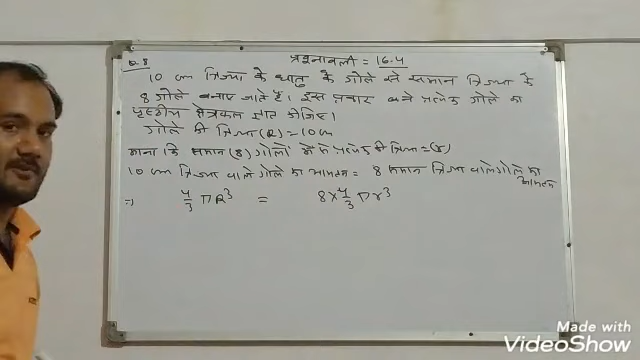 प्रश्नावली = 16.4
Q. 8
10 cm त्रिज्या के धातु के गोले से समान त्रिज्या के
8 गोले बनाए जाते हैं। इस प्रकार बने प्रत्येक गोले का
पृष्ठीय क्षेत्रफल ज्ञात कीजिए।
गोले की त्रिज्या (R) = 10 cm
माना कि समान (8) गोलों में से प्रत्येक की त्रिज्या = (r)
10 cm त्रिज्या वाले गोले का आयतन = 8 समान त्रिज्या वाले गोले का आयतन
⇒ 4/3 πR³ = 8×4/3 πr³
Made with
VideoShow